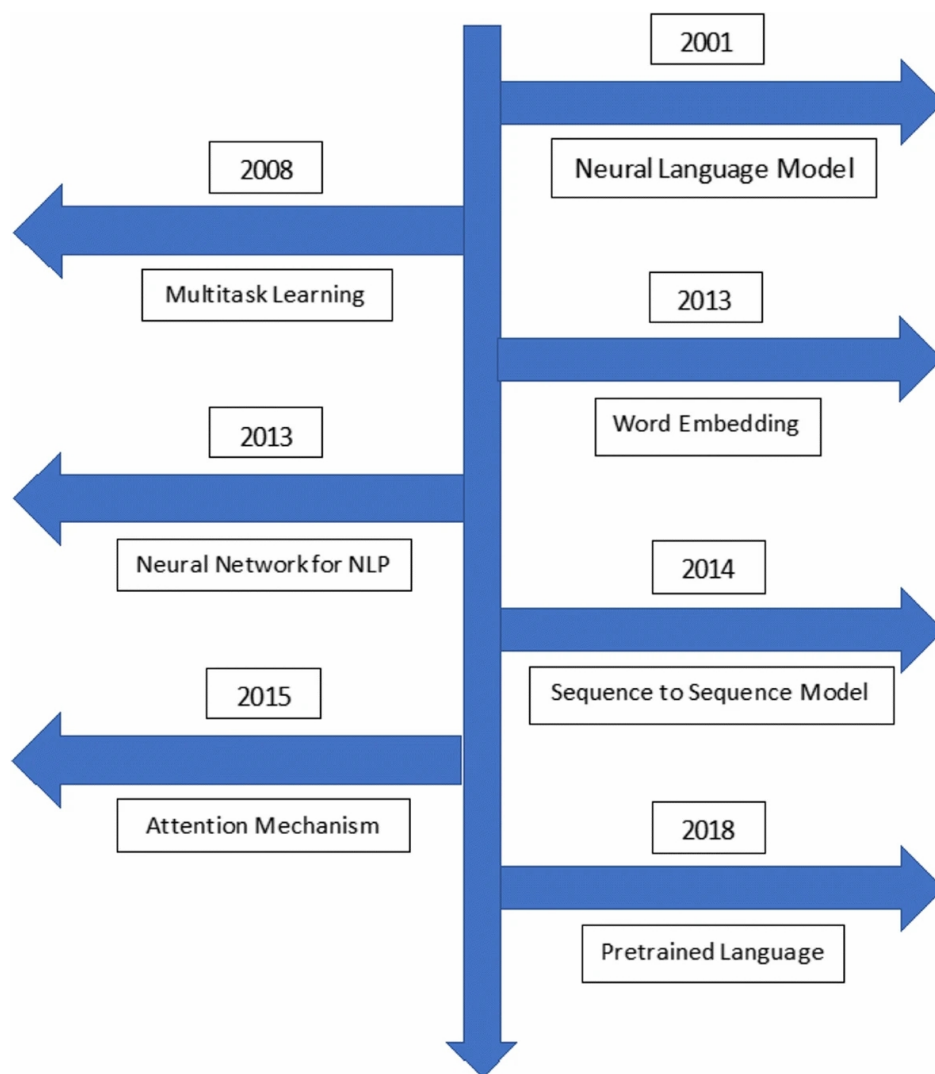 2001
Neural Language Model
2008
Multitask Learning
2013
Word Embedding
2013
Neural Network for NLP
2014
Sequence to Sequence Model
2015
Attention Mechanism
2018
Pretrained Language